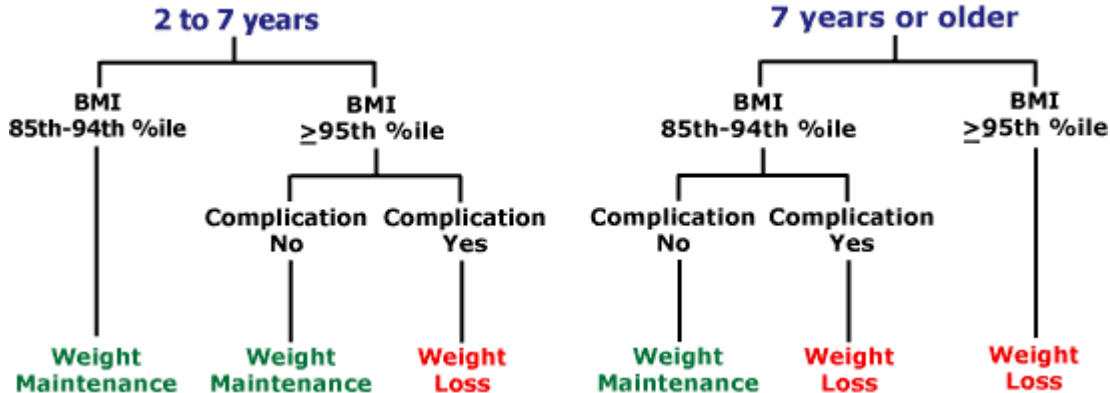 2 to 7 years
BMI
85th-94th %ile
BMI
≥95th %ile
Complication
No
Complication
Yes
Weight
Maintenance
Weight
Maintenance
Weight
Loss
7 years or older
BMI
85th-94th %ile
BMI
≥95th %ile
Complication
No
Complication
Yes
Weight
Maintenance
Weight
Loss
Weight
Loss